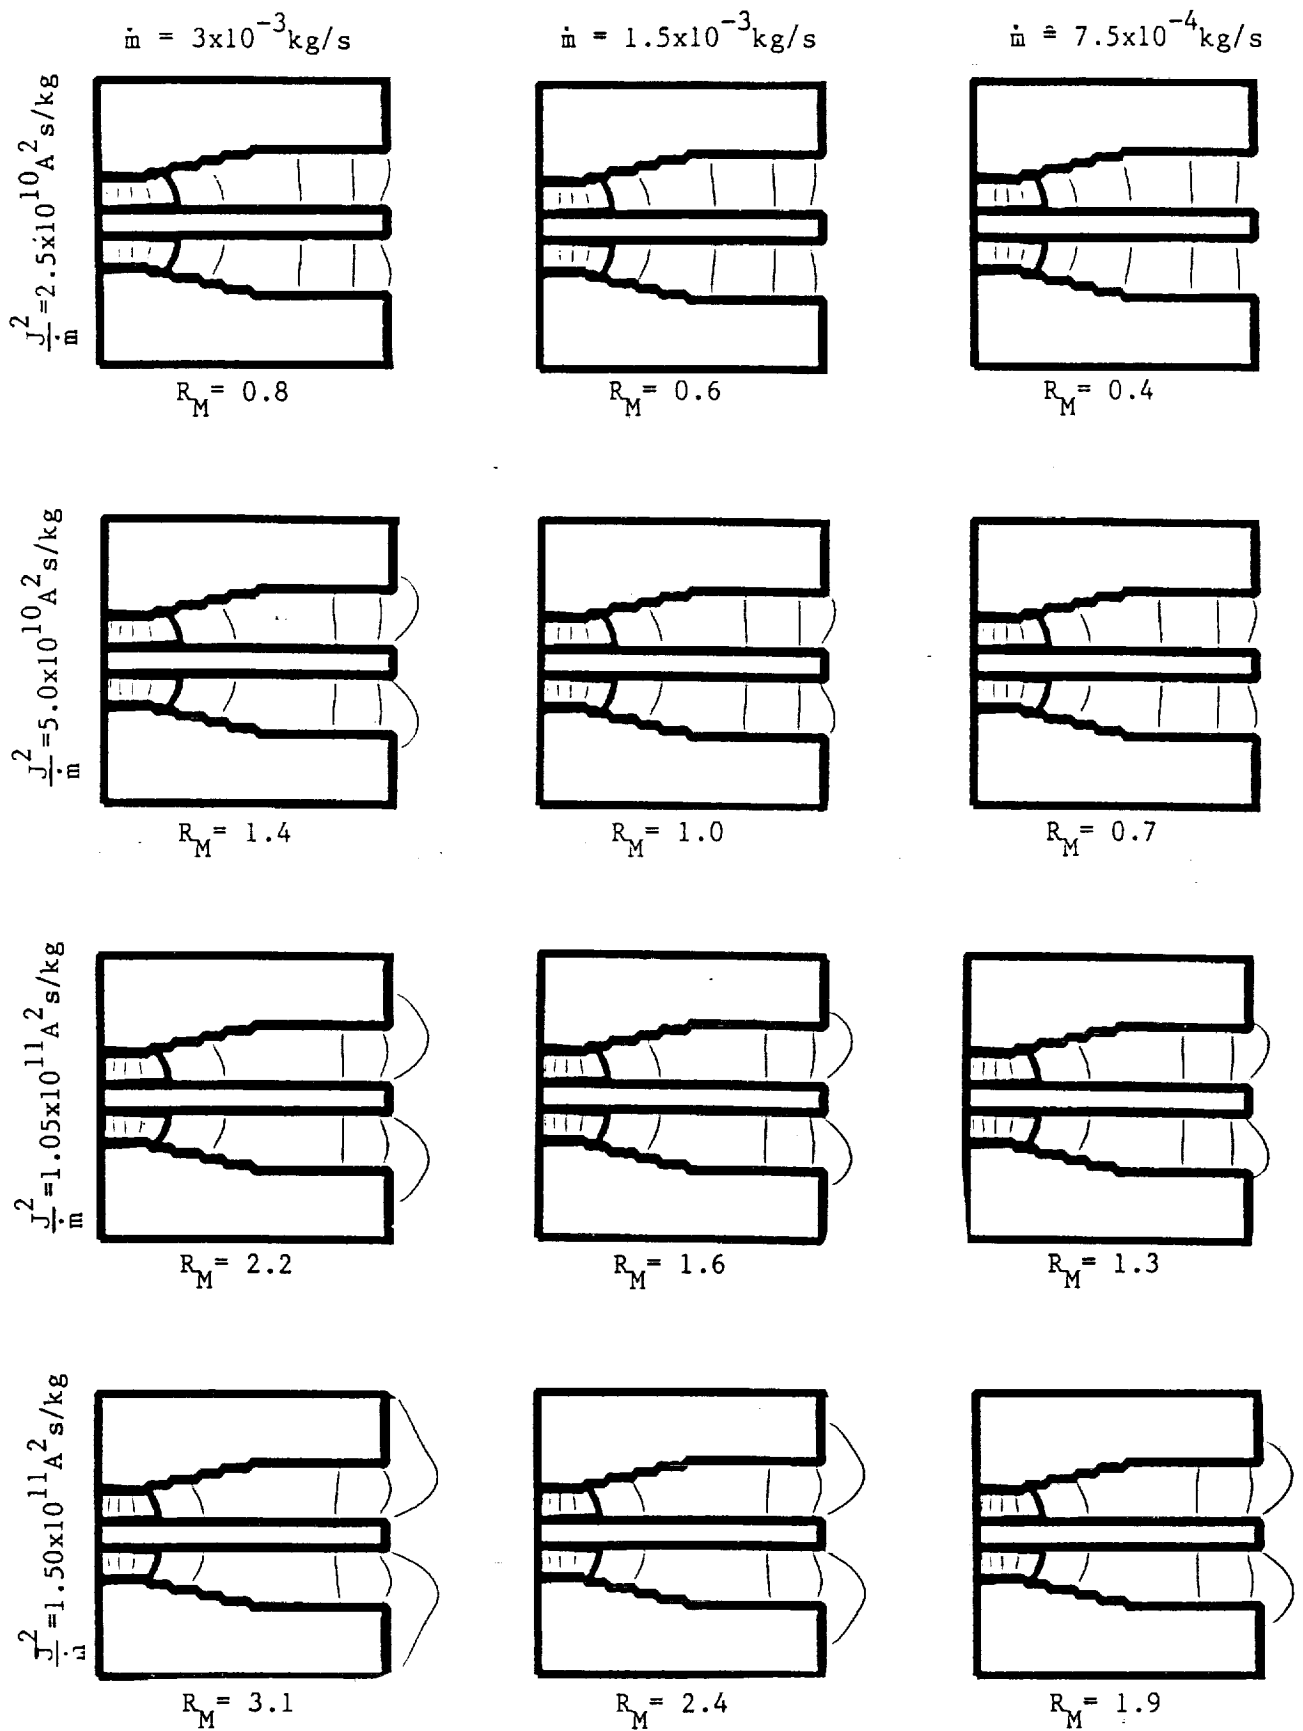 ṁ = 3x10⁻³kg/s
ṁ = 1.5x10⁻³kg/s
ṁ = 7.5x10⁻⁴kg/s
J²/ṁ =2.5x10¹⁰A²s/kg
R_M= 0.8
R_M= 0.6
R_M= 0.4
J²/ṁ =5.0x10¹⁰A²s/kg
R_M= 1.4
R_M= 1.0
R_M= 0.7
J²/ṁ =1.05x10¹¹A²s/kg
R_M= 2.2
R_M= 1.6
R_M= 1.3
J²/ṁ =1.50x10¹¹A²s/kg
R_M= 3.1
R_M= 2.4
R_M= 1.9